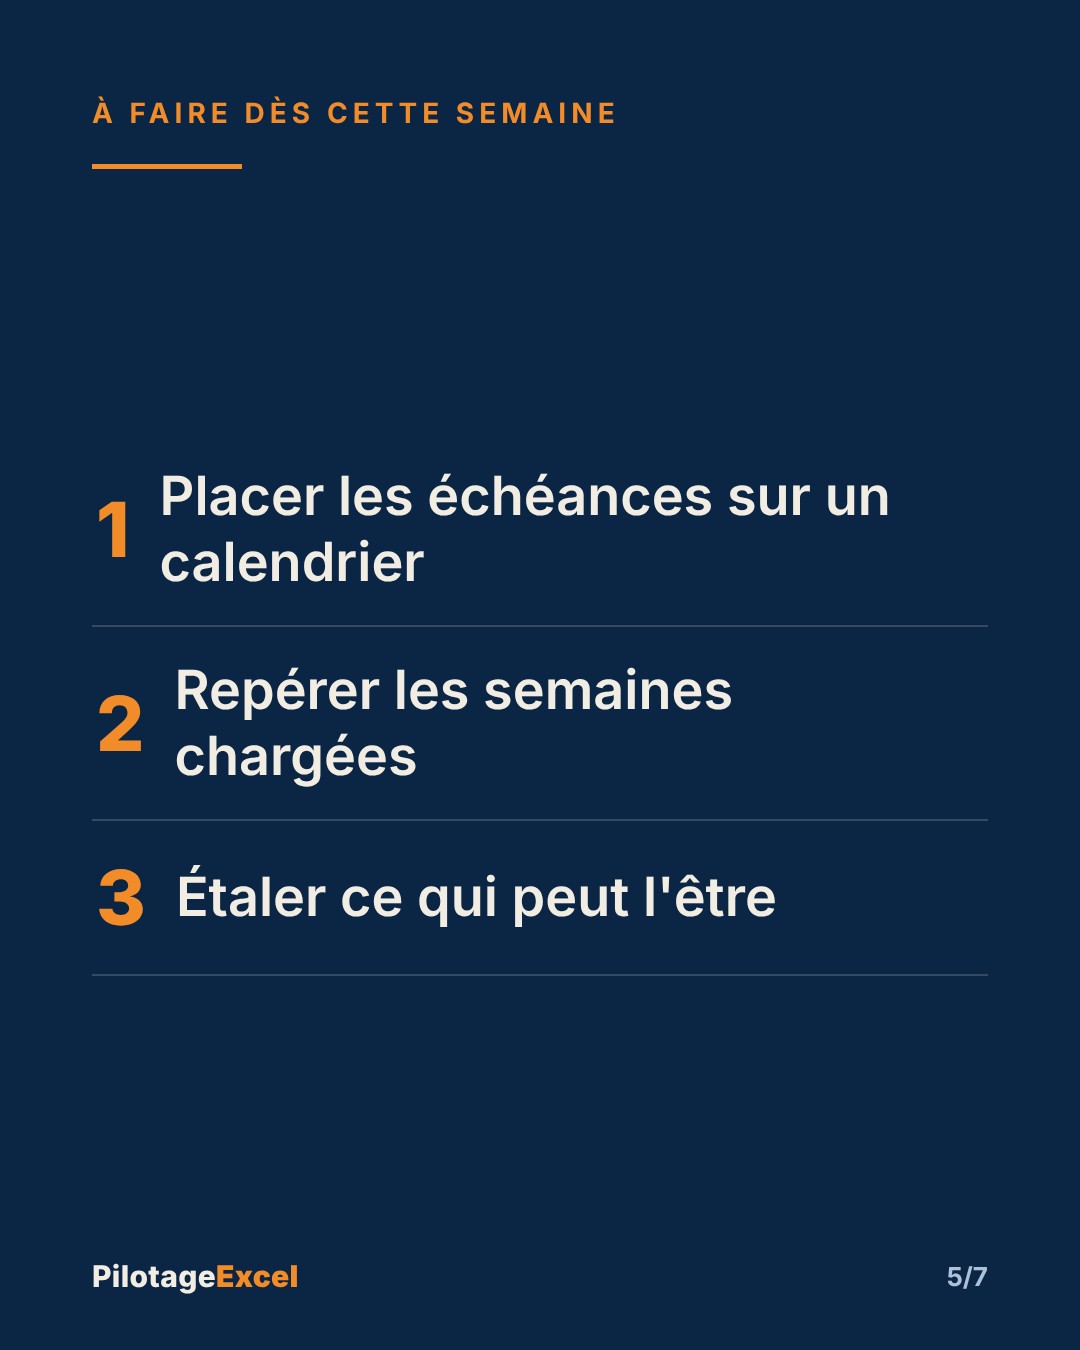 À FAIRE DÈS CETTE SEMAINE
1 Placer les échéances sur un
calendrier
2 Repérer les semaines
chargées
3 Étaler ce qui peut l'être
PilotageExcel
5/7